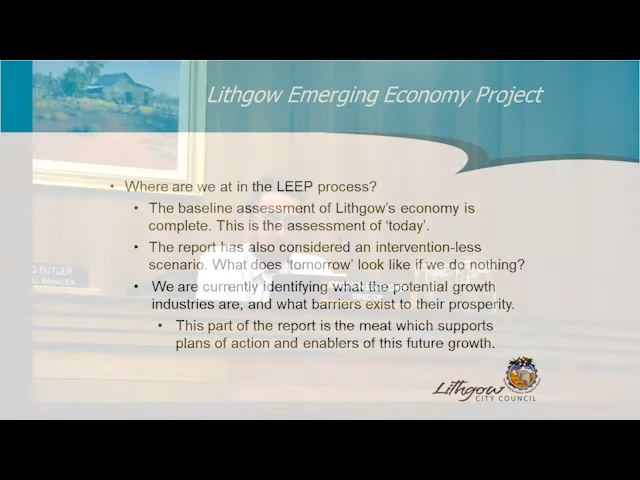 Lithgow Emerging Economy Project
• Where are we at in the LEEP process?
• The baseline assessment of Lithgow's economy is
complete. This is the assessment of 'today'.
• The report has also considered an intervention-less
scenario. What does 'tomorrow' look like if we do nothing?
• We are currently identifying what the potential growth
industries are, and what barriers exist to their prosperity.
• This part of the report is the meat which supports
plans of action and enablers of this future growth.
BUTLER
MANAGER
DIRECTOR
Lithgow
CITY COUNCIL